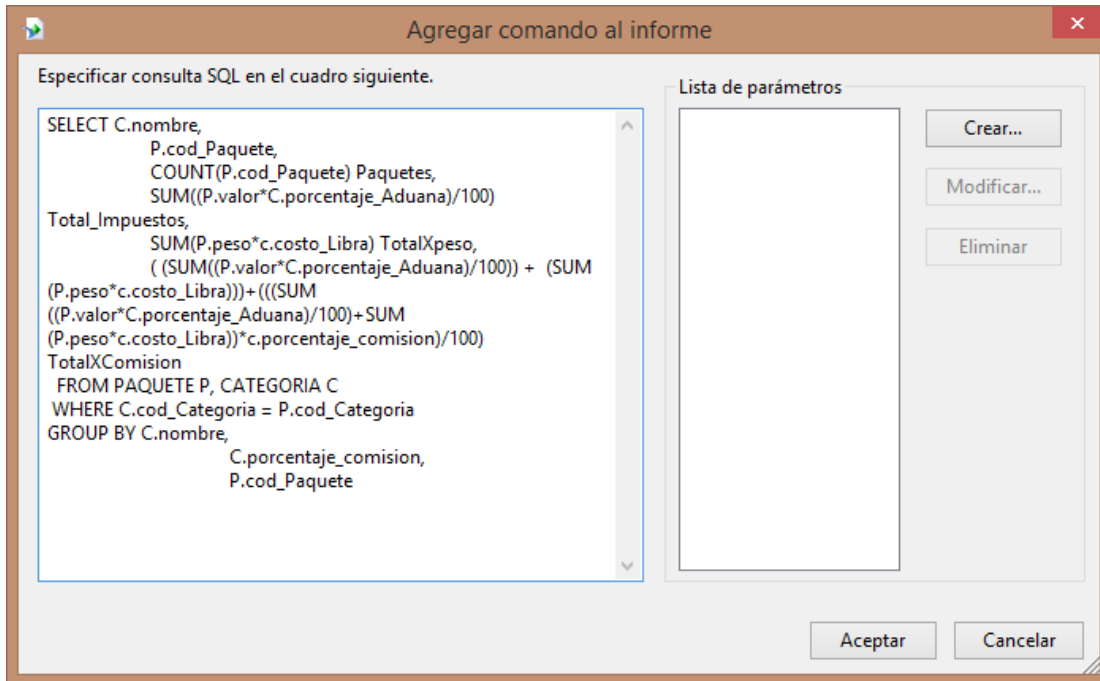 Agregar comando al informe
Especificar consulta SQL en el cuadro siguiente.
SELECT C.nombre,
P.cod_Paquete,
COUNT(P.cod_Paquete) Paquetes,
SUM((P.valor*C.porcentaje_Aduana)/100)
Total_Impuestos,
SUM(P.peso*c.costo_Libra) TotalXpeso,
( (SUM((P.valor*C.porcentaje_Aduana)/100)) + (SUM
(P.peso*c.costo_Libra)))+(((SUM
((P.valor*C.porcentaje_Aduana)/100)+SUM
(P.peso*c.costo_Libra))*c.porcentaje_comision)/100)
TotalXComision
FROM PAQUETE P, CATEGORIA C
WHERE C.cod_Categoria = P.cod_Categoria
GROUP BY C.nombre,
C.porcentaje_comision,
P.cod_Paquete
Lista de parámetros
Crear...
Modificar...
Eliminar
Aceptar
Cancelar